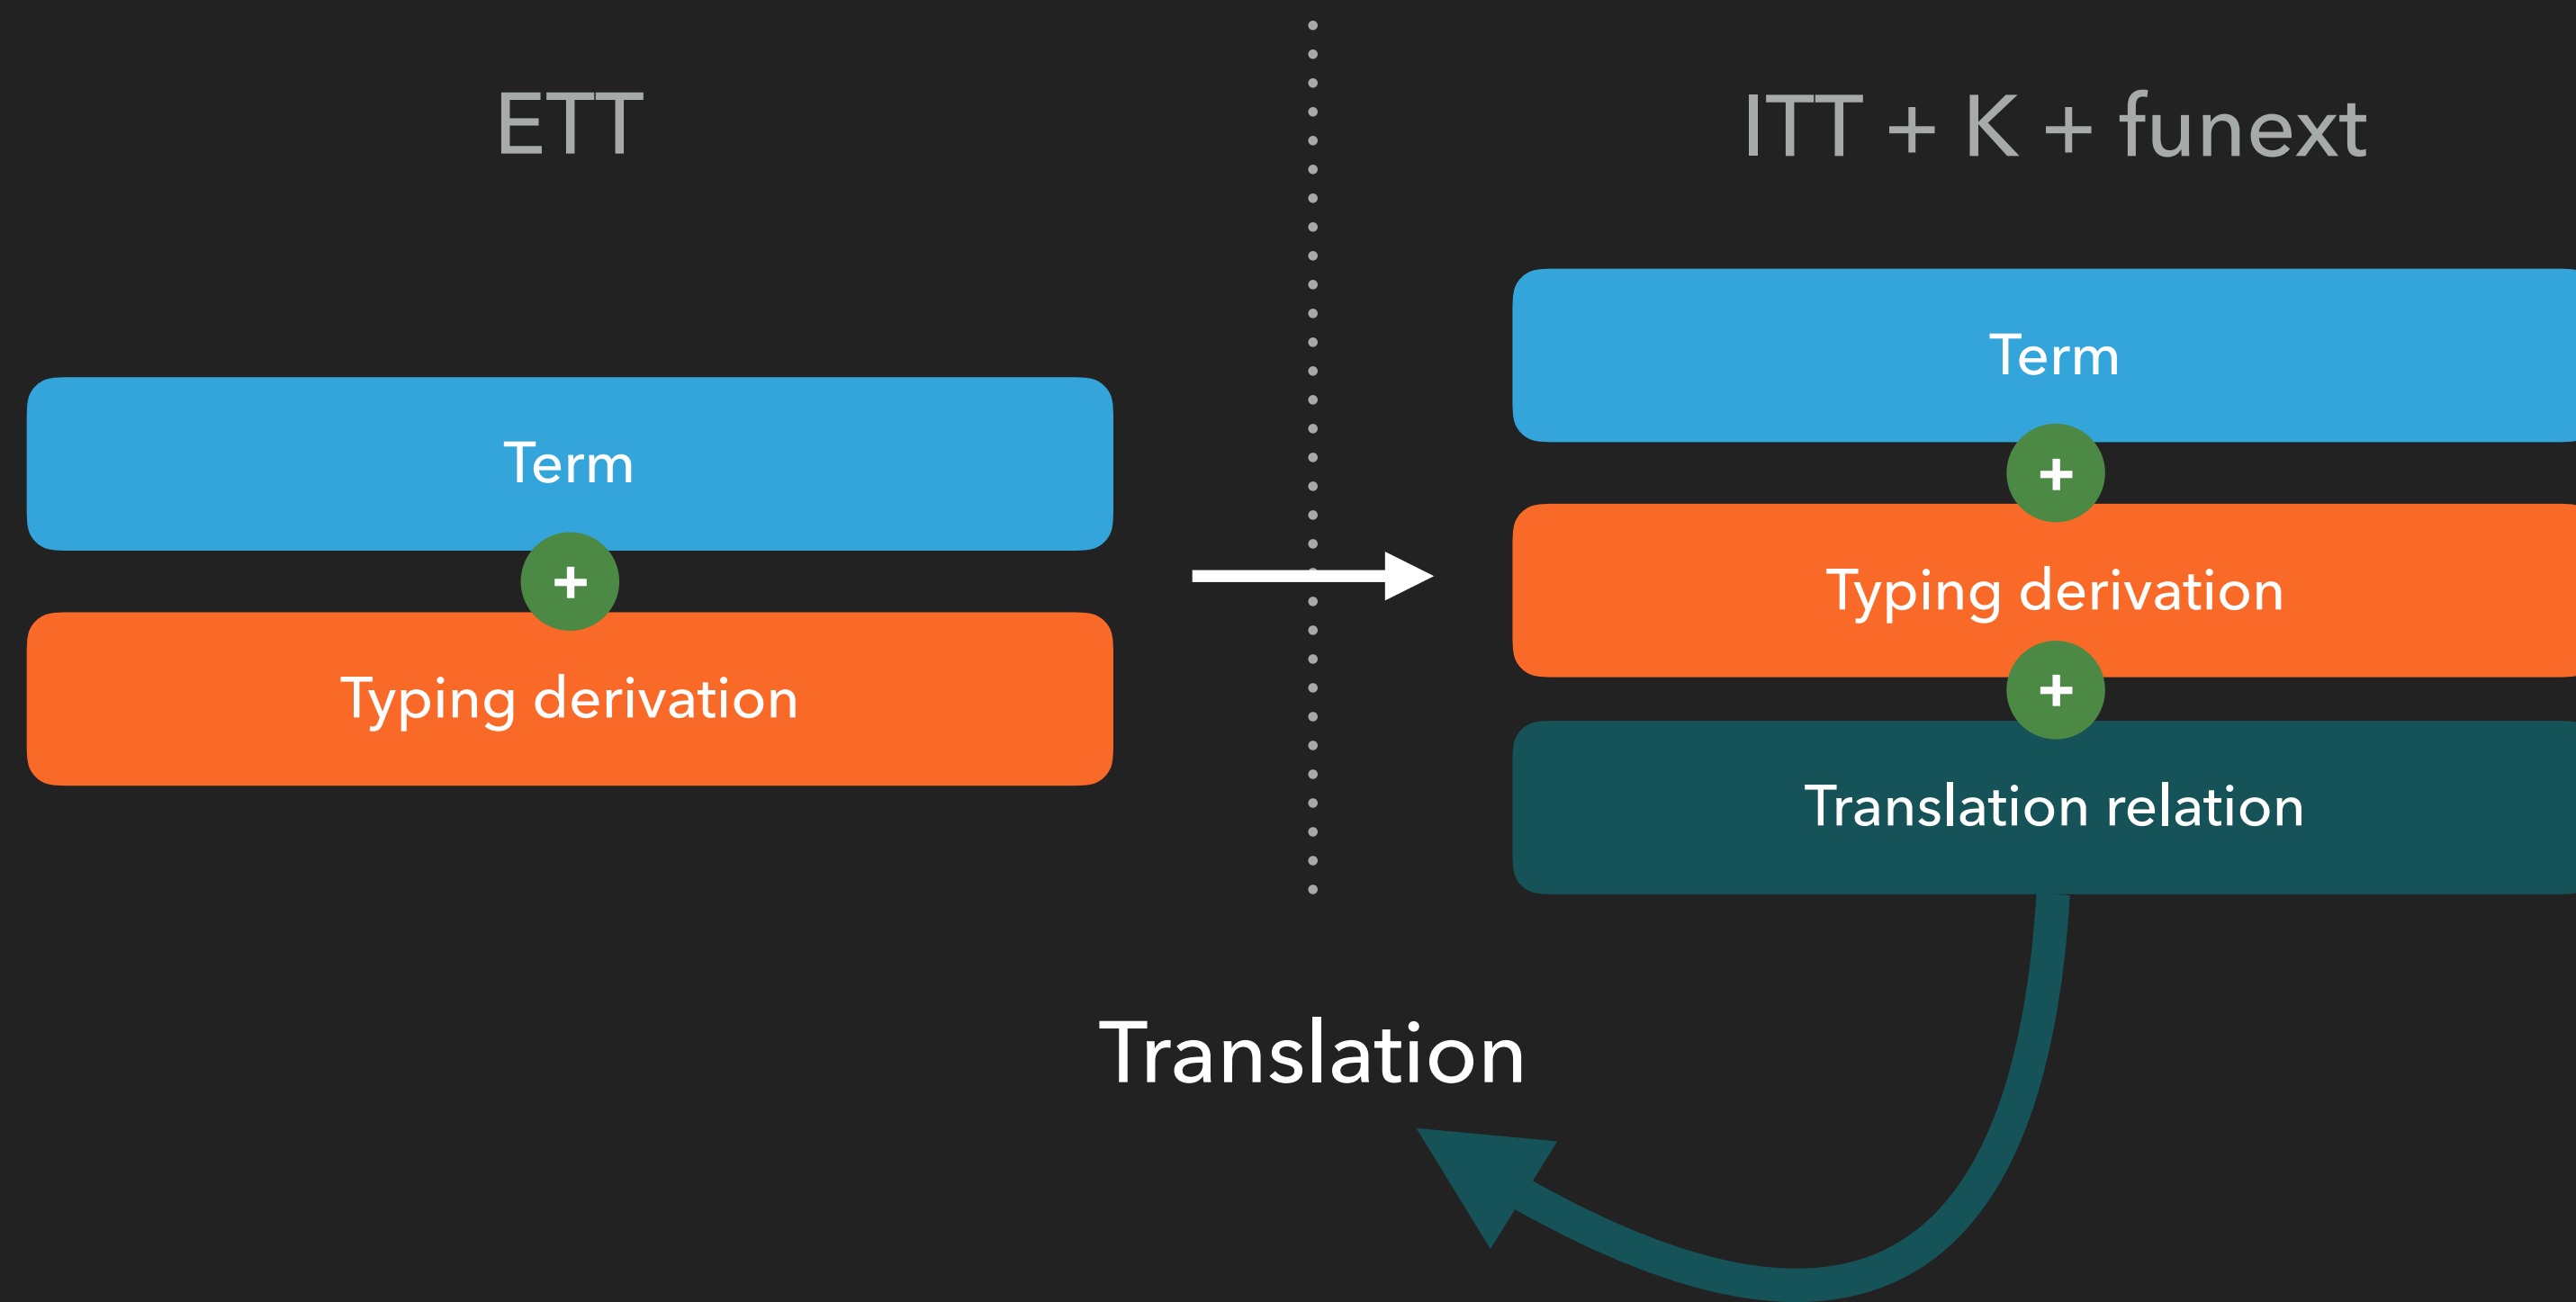 ETT
Term
+
Typing derivation
ITT + K + funext
Term
+
Typing derivation
+
Translation relation
Translation